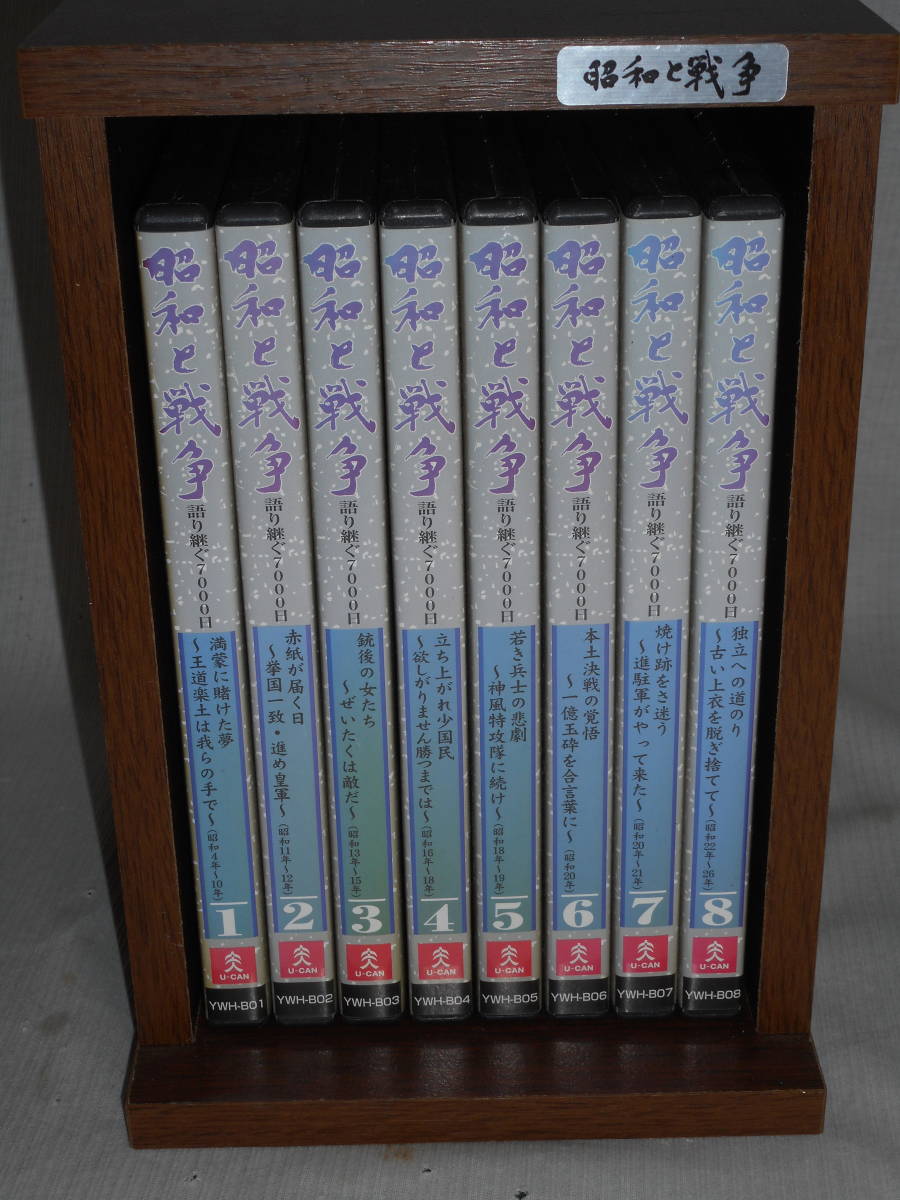 昭和と戦争
昭和と戦争
語り継ぐ7000日
満蒙に賭けた夢
～王道楽土は我らの手で～(昭和4年～10年)
1
U-CAN
YWH-B01
昭和と戦争
語り継ぐ7000日
赤紙が届く日
～挙国一致・進め皇軍～(昭和11年～12年)
2
U-CAN
YWH-B02
昭和と戦争
語り継ぐ7000日
銃後の女たち
～ぜいたくは敵だ～(昭和13年～15年)
3
U-CAN
YWH-B03
昭和と戦争
語り継ぐ7000日
立ち上がれ少国民
～欲しがりません勝つまでは～(昭和16年～18年)
4
U-CAN
YWH-B04
昭和と戦争
語り継ぐ7000日
若き兵士の悲劇
～神風特攻隊に続け～(昭和18年～19年)
5
U-CAN
YWH-B05
昭和と戦争
語り継ぐ7000日
本土決戦の覚悟
～一億玉砕を合言葉に～(昭和20年)
6
U-CAN
YWH-B06
昭和と戦争
語り継ぐ7000日
焼け跡をさ迷う
～進駐軍がやって来た～(昭和20年～21年)
7
U-CAN
YWH-B07
昭和と戦争
語り継ぐ7000日
独立への道のり
～古い上衣を脱ぎ捨てて～(昭和22年～26年)
8
U-CAN
YWH-B08